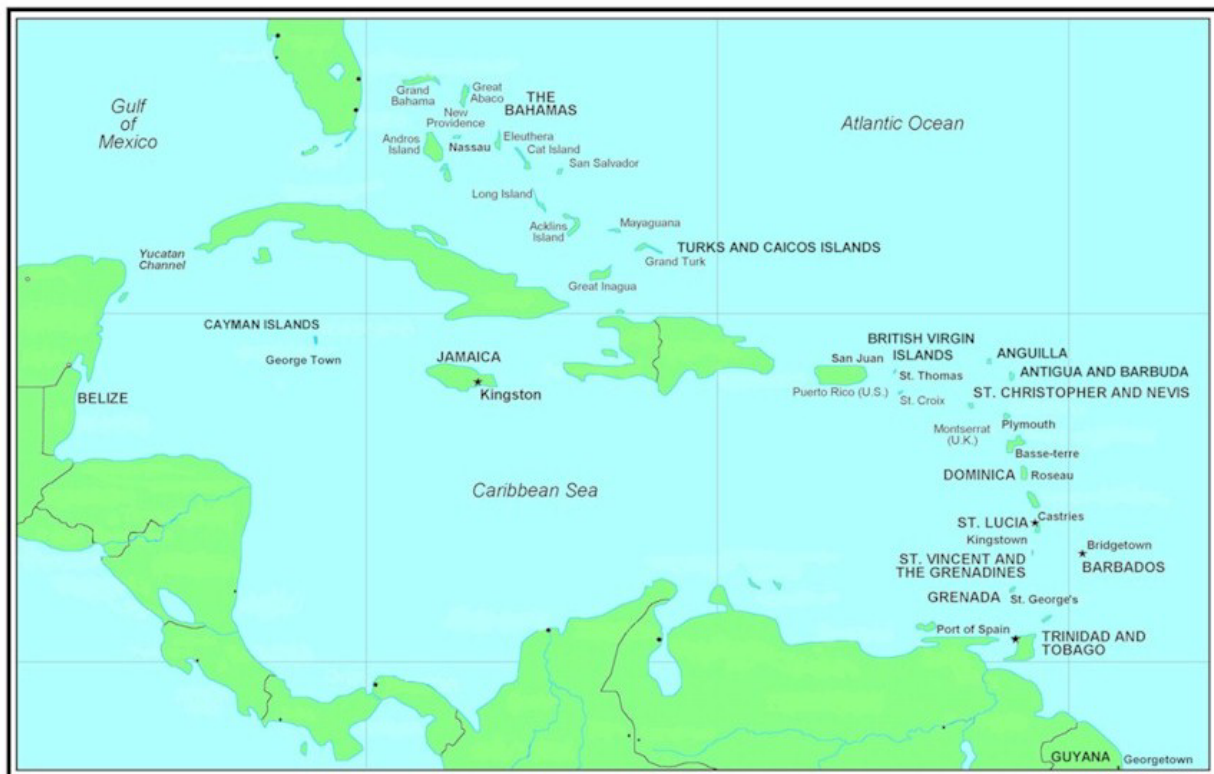 Gulf
of
Mexico
Grand
Bahama
Great
Abaco
THE
BAHAMAS
New
Providence
Atlantic Ocean
Andros
Island
Nassau
Eleuthera
Cat Island
San Salvador
Long Island
Acklins
Island
Mayaguana
Yucatan
Channel
TURKS AND CAICOS ISLANDS
Grand Turk
Great Inagua
CAYMAN ISLANDS
George Town
JAMAICA
Kingston
BELIZE
San Juan
Puerto Rico (U.S.)
BRITISH VIRGIN
ISLANDS
St. Thomas
St. Croix
ANGUILLA
ANTIGUA AND BARBUDA
ST. CHRISTOPHER AND NEVIS
Montserrat
(U.K.)
Plymouth
Basse-terre
DOMINICA
Roseau
Caribbean Sea
Castries
ST. LUCIA
Kingstown
ST. VINCENT AND
THE GRENADINES
Bridgetown
BARBADOS
GRENADA
St. George's
Port of Spain
TRINIDAD AND
TOBAGO
GUYANA
Georgetown